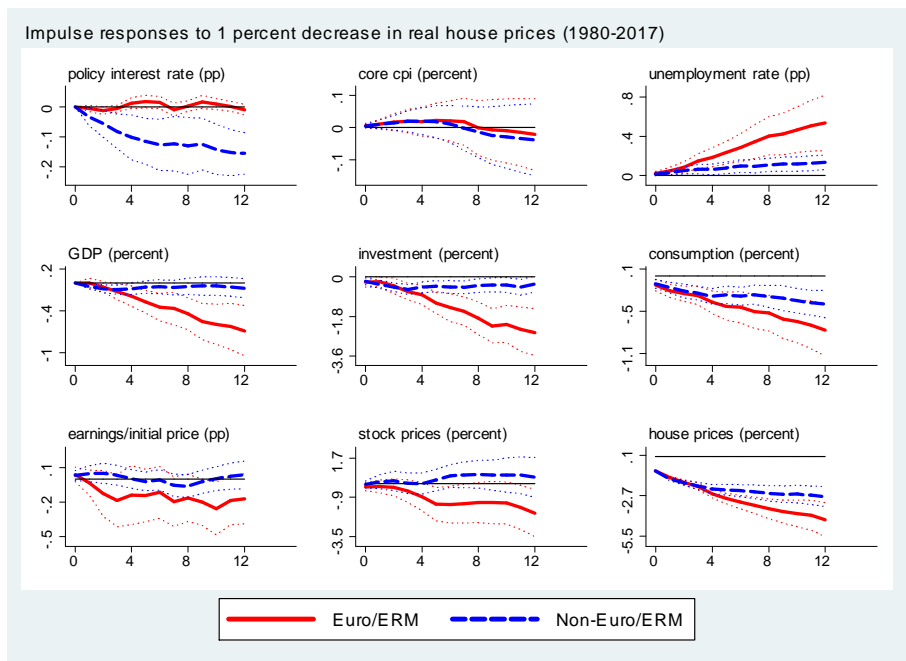 Impulse responses to 1 percent decrease in real house prices (1980-2017)
policy interest rate (pp)
0
-.1
-.2
0 4 8 12
core cpi (percent)
.1
0
-.1
0 4 8 12
unemployment rate (pp)
.8
.4
0
0 4 8 12
GDP (percent)
.2
-.4
-1
0 4 8 12
investment (percent)
0
-1.8
-3.6
0 4 8 12
consumption (percent)
.1
-.5
-1.1
0 4 8 12
earnings/initial price (pp)
.1
-.2
-.5
0 4 8 12
stock prices (percent)
1.7
-.9
-3.5
0 4 8 12
house prices (percent)
.1
-2.7
-5.5
0 4 8 12
Euro/ERM Non-Euro/ERM